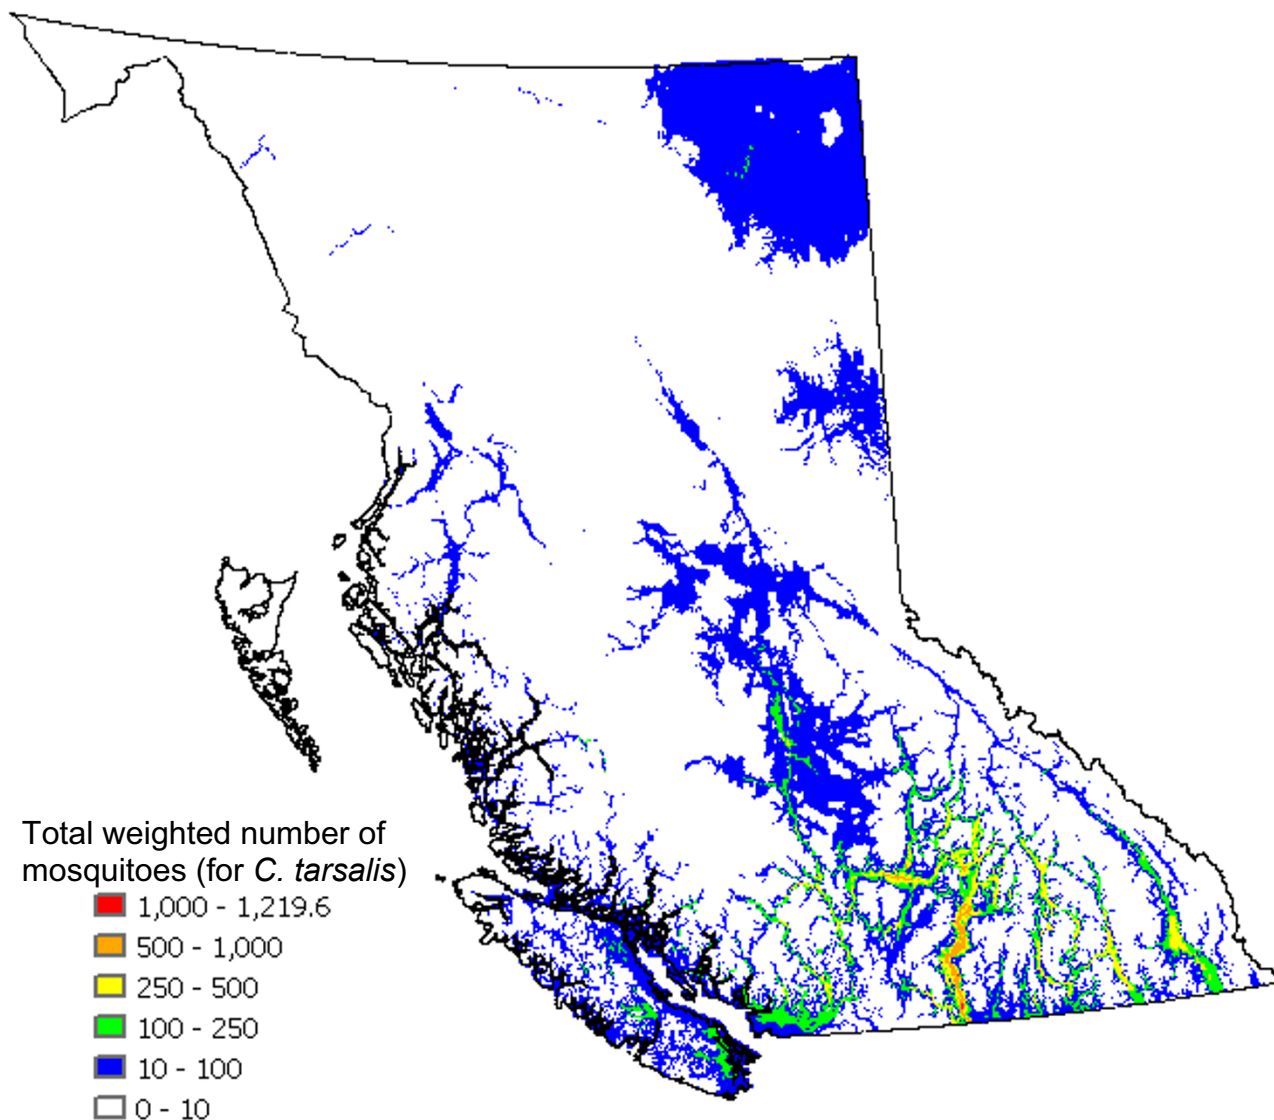 Total weighted number of
mosquitoes (for C. tarsalis)
1,000 - 1,219.6
500 - 1,000
250 - 500
100 - 250
10 - 100
0 - 10